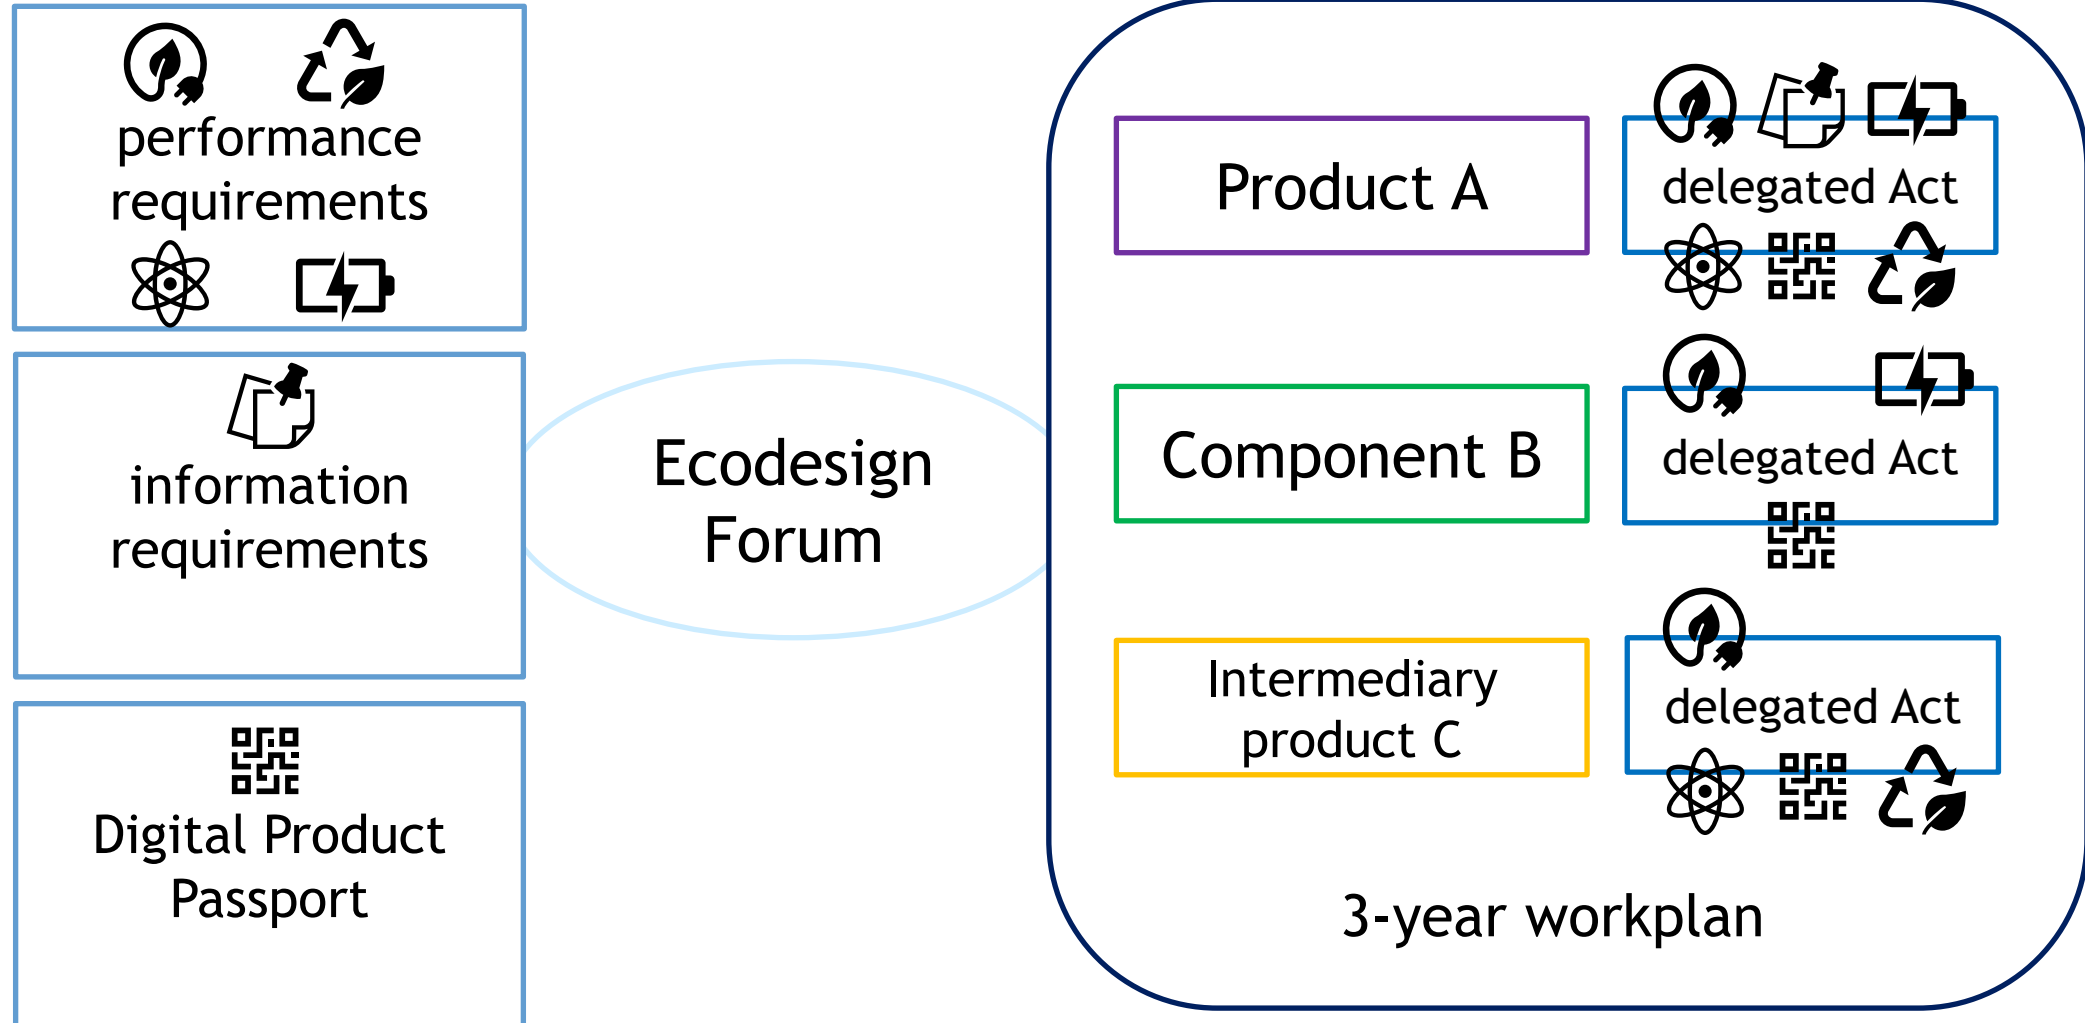 performance
requirements
information
requirements
Digital Product
Passport
Ecodesign
Forum
Product A
delegated Act
Component B
delegated Act
Intermediary
product C
delegated Act
3-year workplan